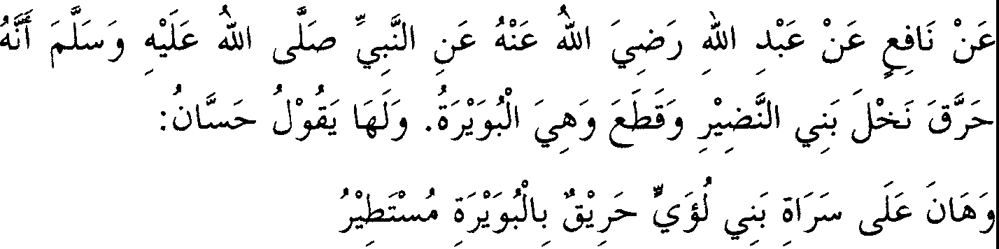 عَنْ نَافِعٍ عَنْ عَبْدِ اللهِ رَضِيَ اللهُ عَنْهُ عَنِ النَّبِيِّ صَلَّى اللهُ عَلَيْهِ وَسَلَّمَ أَنَّهُ
حَرَّقَ نَخْلَ بَنِي النَّضِيْرِ وَقَطَعَ وَهِيَ الْبُوَيْرَةُ. وَلَهَا يَقُوْلُ حَسَّانُ:
وَهَانَ عَلَى سَرَاةِ بَنِي لُؤَيٍّ حَرِيْقٌ بِالْبُوَيْرَةِ مُسْتَطِيْرُ